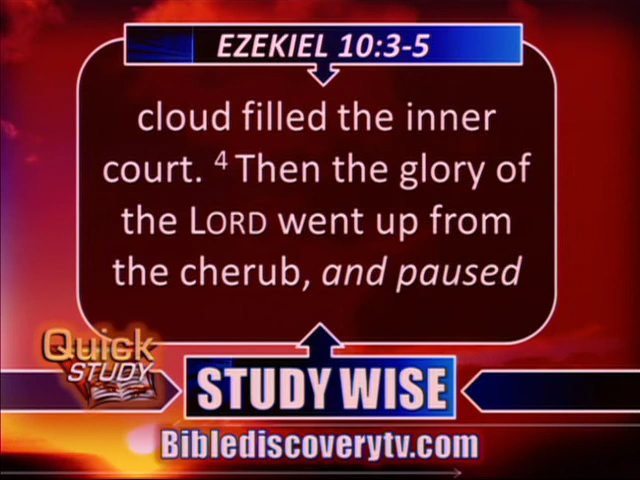 EZEKIEL 10:3-5
cloud filled the inner
court. 4 Then the glory of
the LORD went up from
the cherub, and paused
Quick
STUDY
STUDY WISE
Biblediscoverytv.com